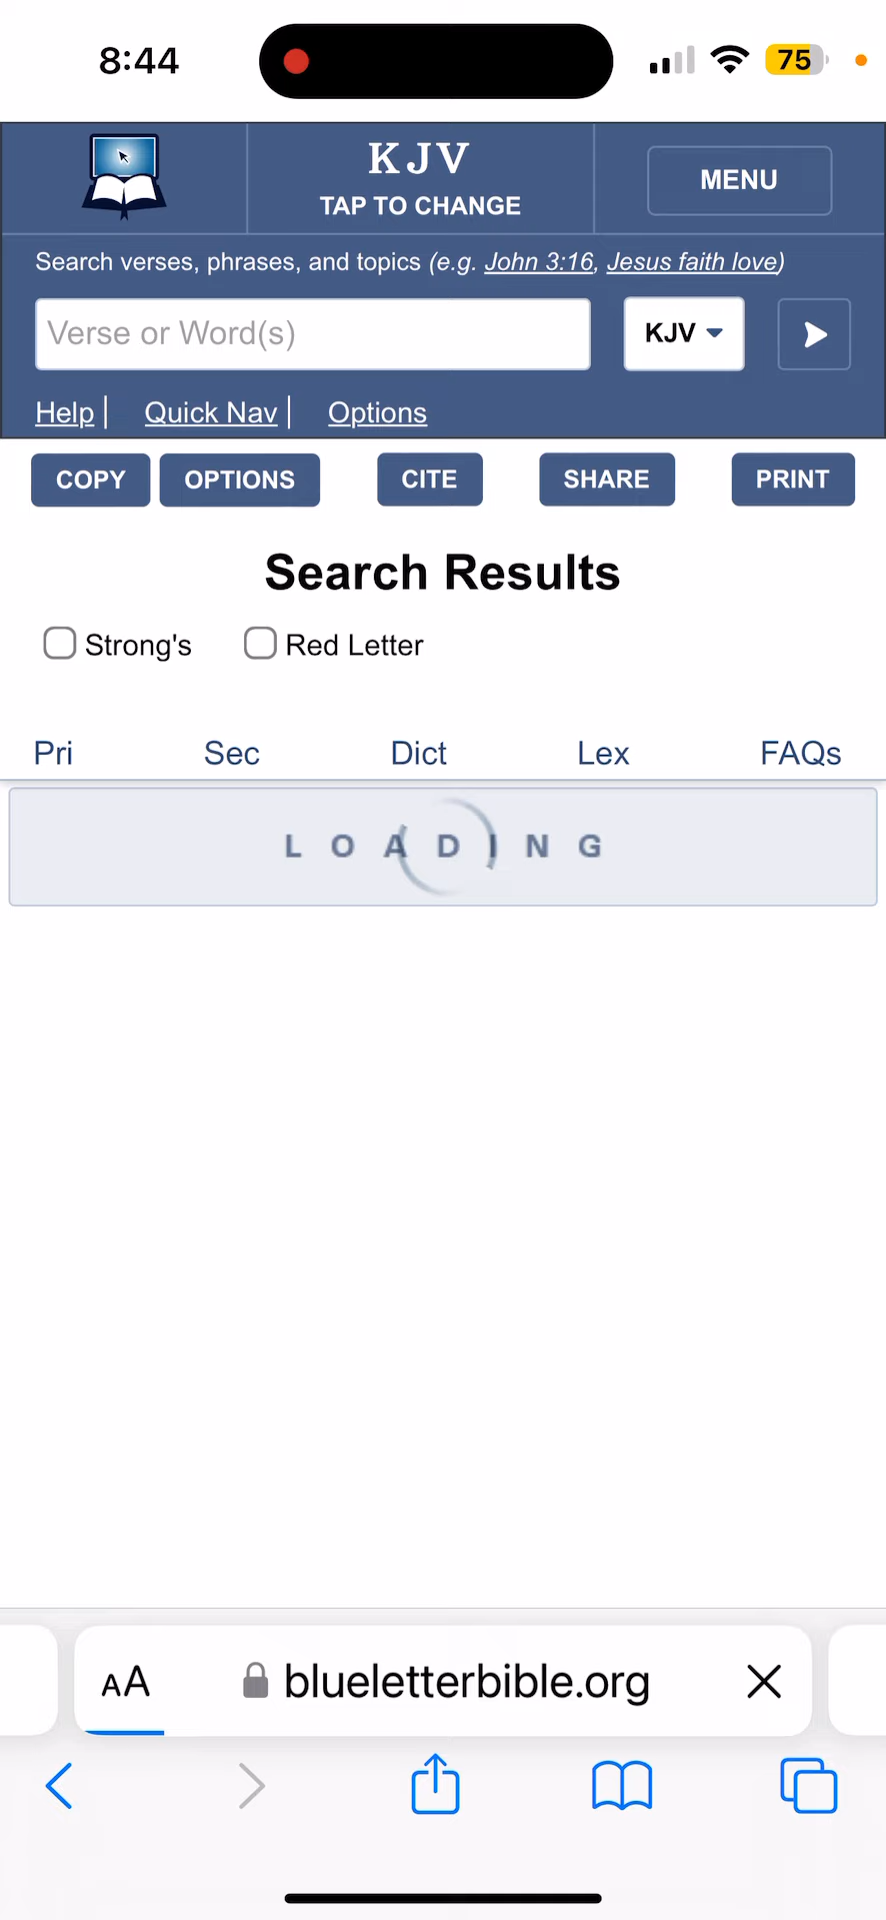 8:44
75
KJV
TAP TO CHANGE
MENU
Search verses, phrases, and topics (e.g. John 3:16, Jesus faith love)
Verse or Word(s)
KJV
Help | Quick Nav | Options
COPY OPTIONS CITE SHARE PRINT
Search Results
Strong's Red Letter
Pri Sec Dict Lex FAQs
LOADING
AA blueletterbible.org